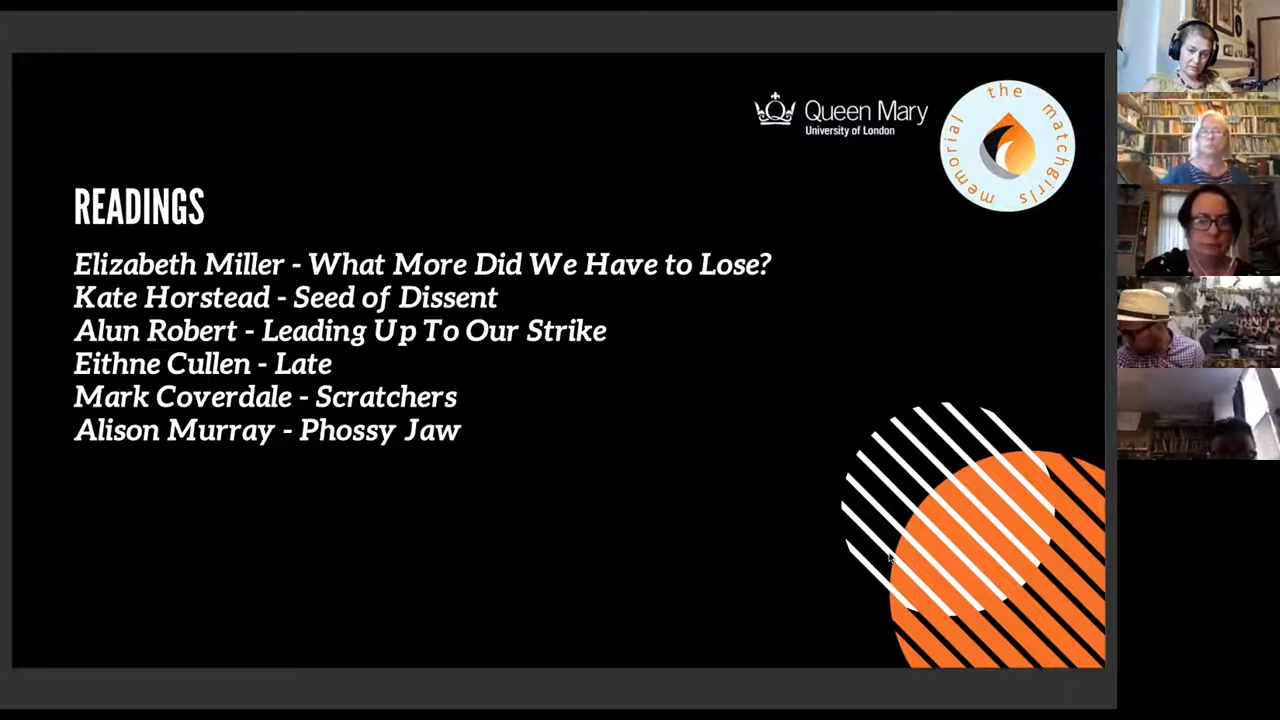 Queen Mary
University of London
the matchgirls memorial
READINGS
Elizabeth Miller - What More Did We Have to Lose?
Kate Horstead - Seed of Dissent
Alun Robert - Leading Up To Our Strike
Eithne Cullen - Late
Mark Coverdale - Scratchers
Alison Murray - Phossy Jaw